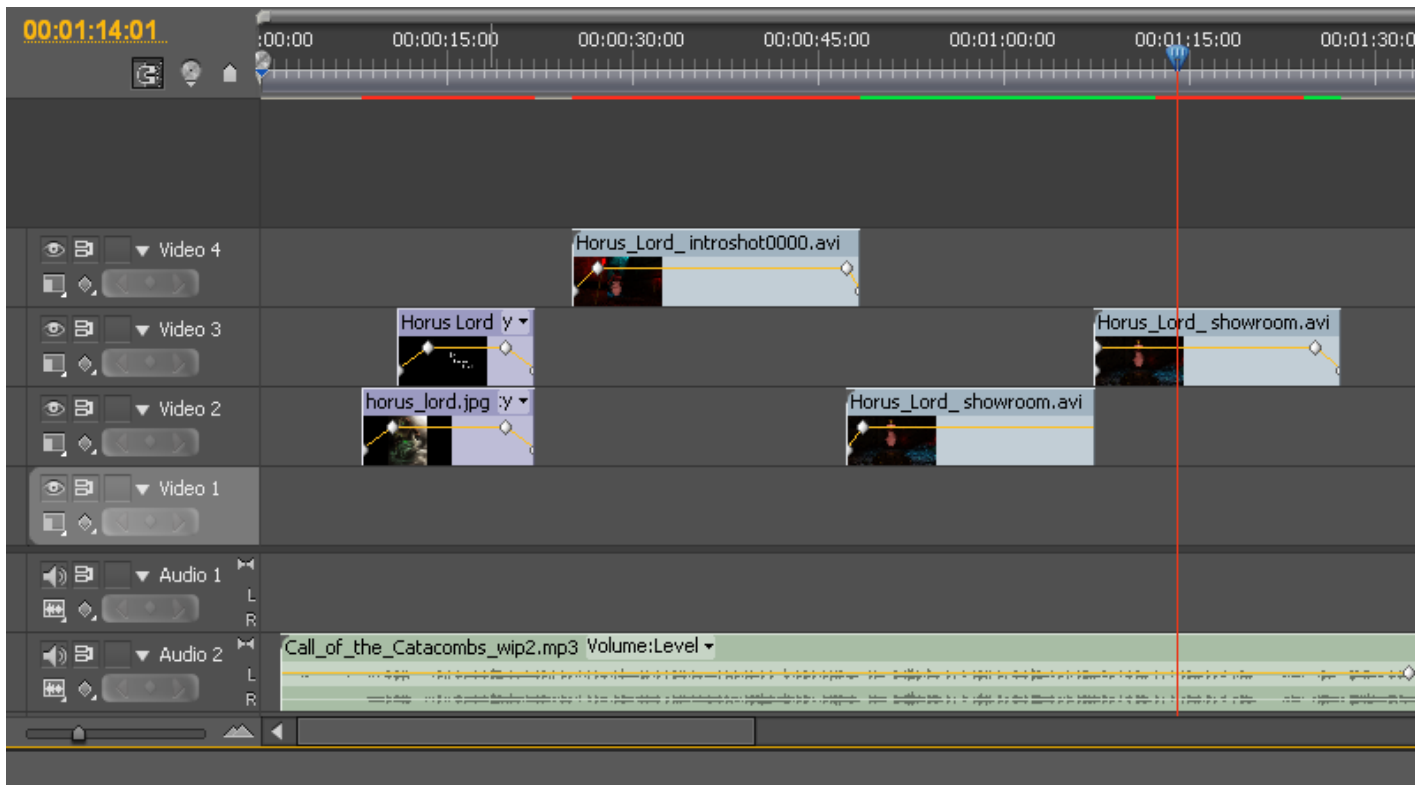 00:01:14:01
:00:00 00:00:15:00 00:00:30:00 00:00:45:00 00:01:00:00 00:01:15:00 00:01:30:0
Video 4
Horus_Lord_ introshot0000.avi
Video 3
Horus Lord y
Horus_Lord_ showroom.avi
Video 2
horus_lord.jpg :y
Horus_Lord_ showroom.avi
Video 1
Audio 1
L
R
Audio 2
Call_of_the_Catacombs_wip2.mp3 Volume:Level
L
R